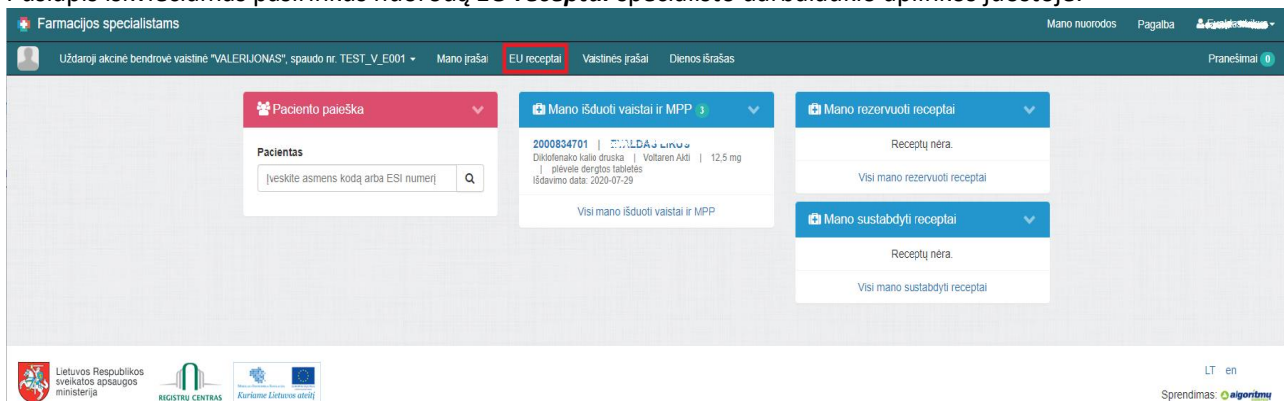 Farmacijos specialistams
Mano nuorodos Pagalba
Uždaroji akcinė bendrovė vaistinė "VALERIJONAS", spaudo nr. TEST_V_E001 Mano įrašai EU receptai Vaistinės įrašai Dienos išrašas Pranešimai 0
Paciento paieška
Pacientas
Įveskite asmens kodą arba ESI numerį
Mano išduoti vaistai ir MPP 3
2000834701 |
Diklofenako kalio druska | Voltaren Akti | 12,5 mg
| plėvele dengtos tabletės
Išdavimo data: 2020-07-29
Visi mano išduoti vaistai ir MPP
Mano rezervuoti receptai
Receptų nėra.
Visi mano rezervuoti receptai
Mano sustabdyti receptai
Receptų nėra.
Visi mano sustabdyti receptai
Lietuvos Respublikos
sveikatos apsaugos
ministerija
REGISTRŲ CENTRAS
Kuriame Lietuvos ateitį
LT en
Sprendimas: algoritmų